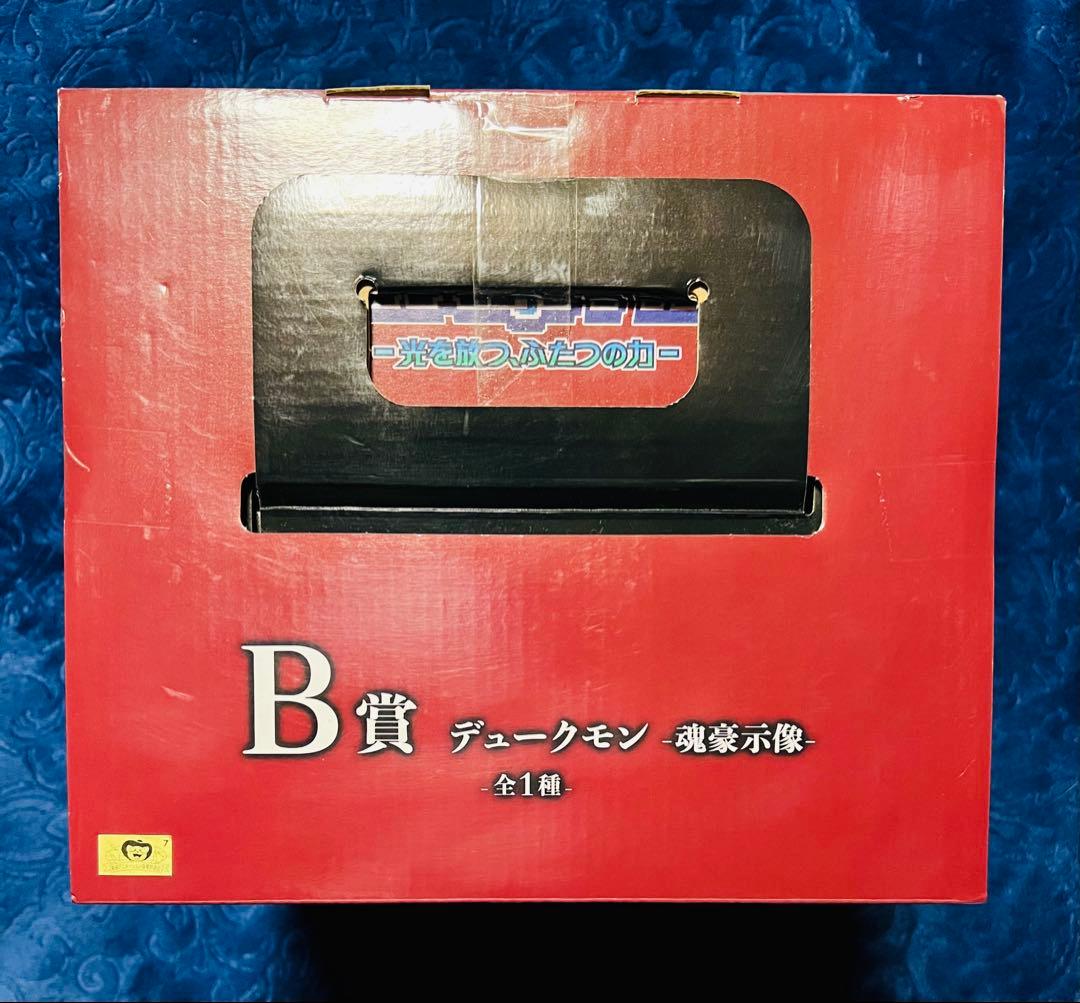 -光を放つ、ふたつの力-
B賞 デュークモン -魂豪示像-
-全1種-
7